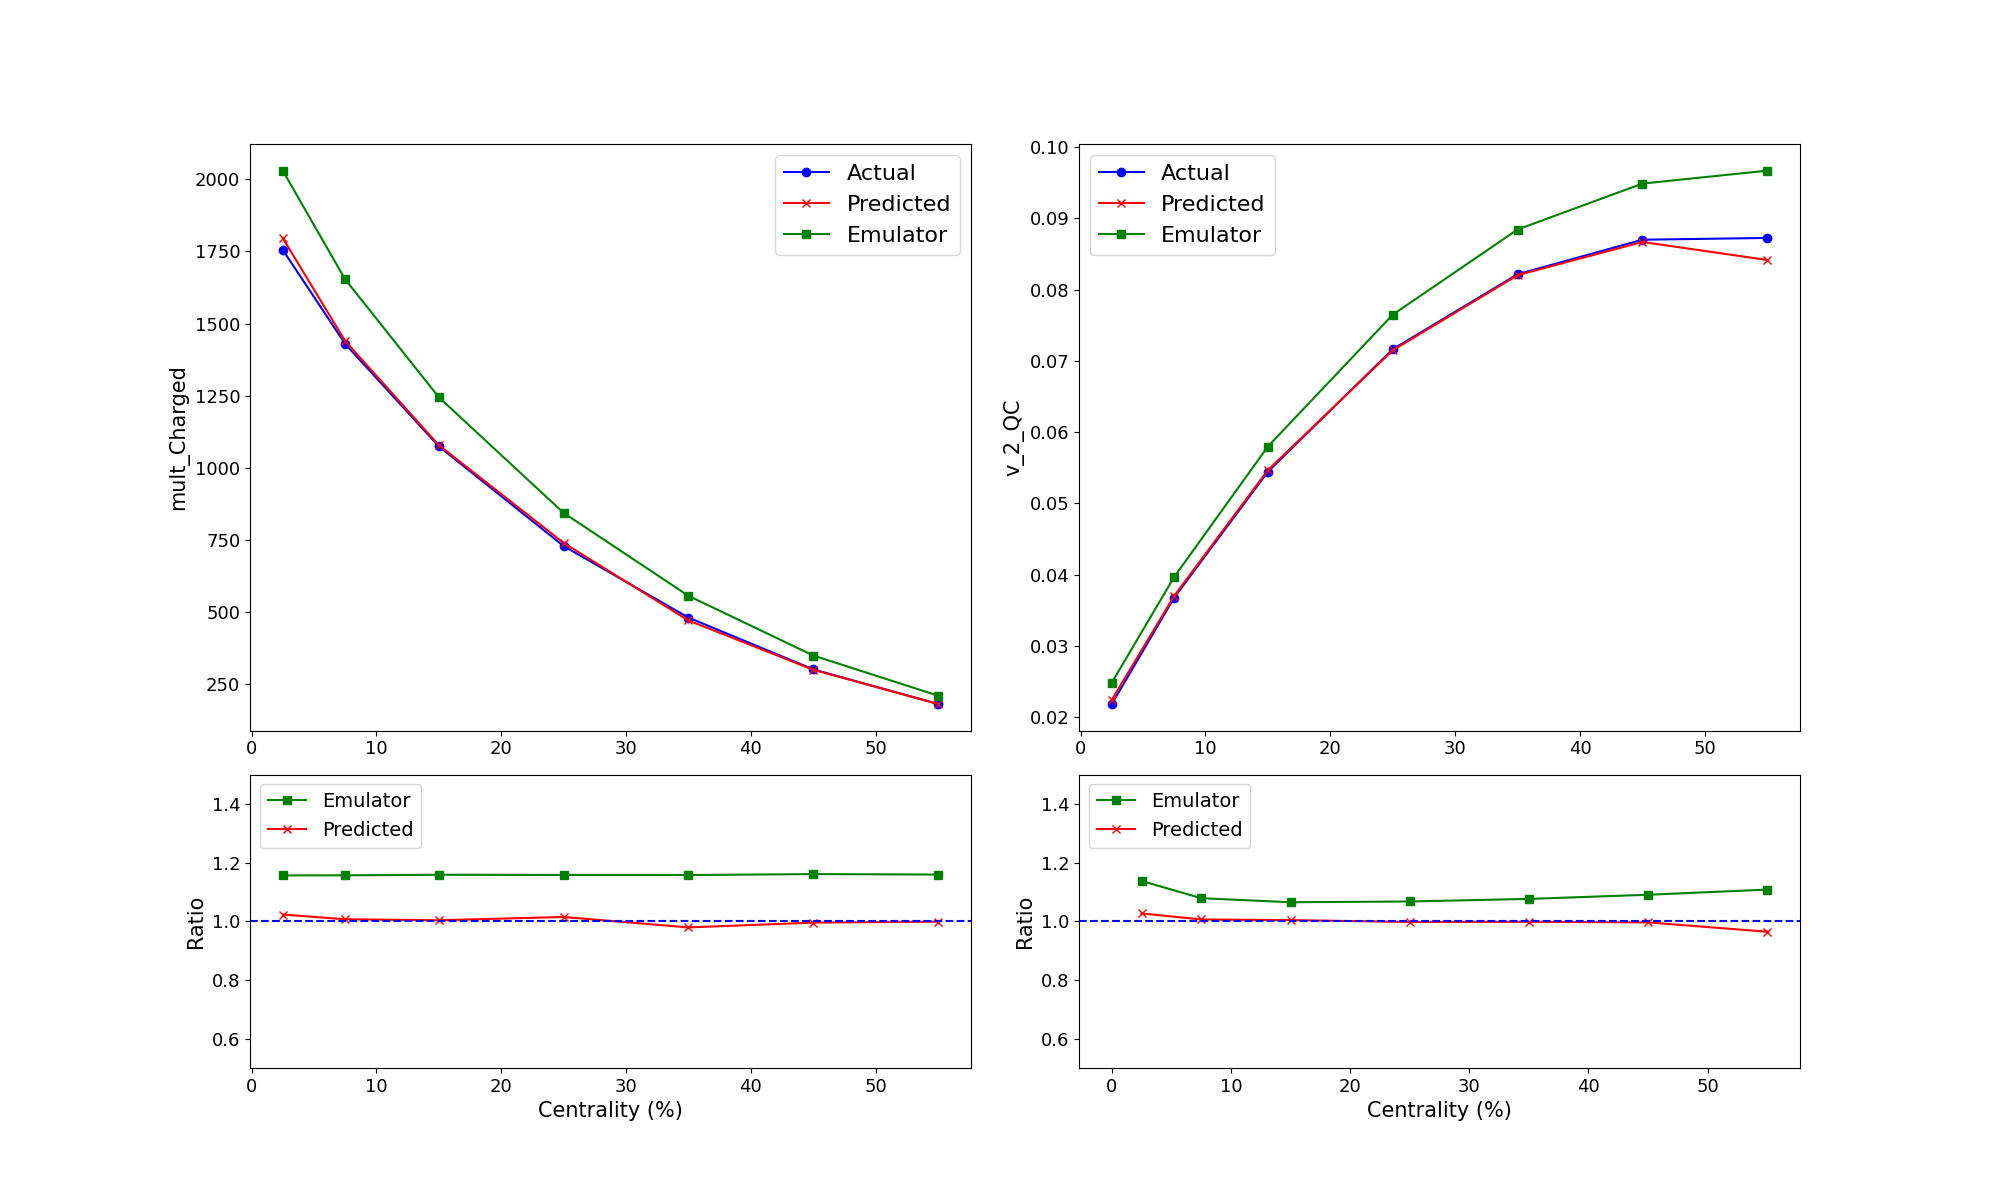 2000
1750
1500
1250
1000
750
500
250
mult_Charged
Actual
Predicted
Emulator
0 10 20 30 40 50
0.10
0.09
0.08
0.07
0.06
0.05
0.04
0.03
0.02
v_2_QC
Actual
Predicted
Emulator
0 10 20 30 40 50
1.4
1.2
1.0
0.8
0.6
Ratio
Emulator
Predicted
0 10 20 30 40 50
Centrality (%)
1.4
1.2
1.0
0.8
0.6
Ratio
Emulator
Predicted
0 10 20 30 40 50
Centrality (%)